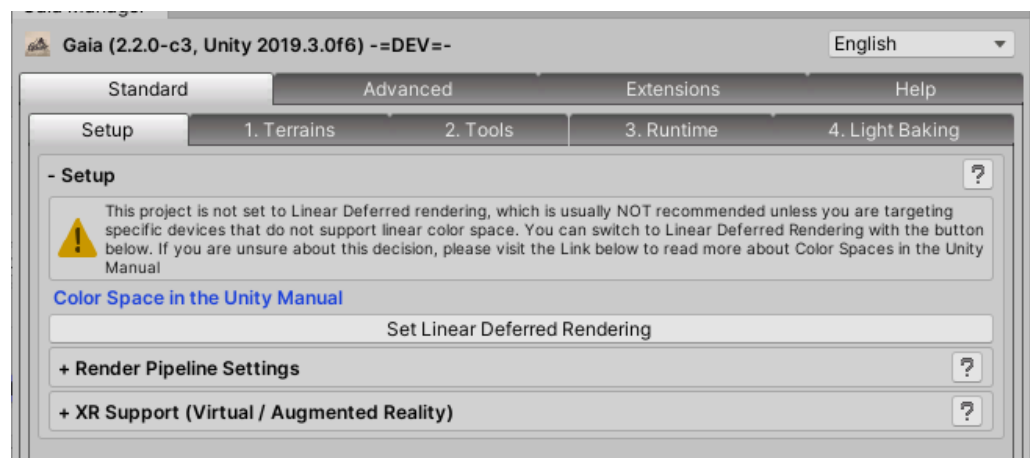 Gaia (2.2.0-c3, Unity 2019.3.0f6) -=DEV=-
English
Standard
Advanced
Extensions
Help
Setup
1. Terrains
2. Tools
3. Runtime
4. Light Baking
- Setup
?
This project is not set to Linear Deferred rendering, which is usually NOT recommended unless you are targeting
specific devices that do not support linear color space. You can switch to Linear Deferred Rendering with the button
below. If you are unsure about this decision, please visit the Link below to read more about Color Spaces in the Unity
Manual
Color Space in the Unity Manual
Set Linear Deferred Rendering
+ Render Pipeline Settings
?
+ XR Support (Virtual / Augmented Reality)
?